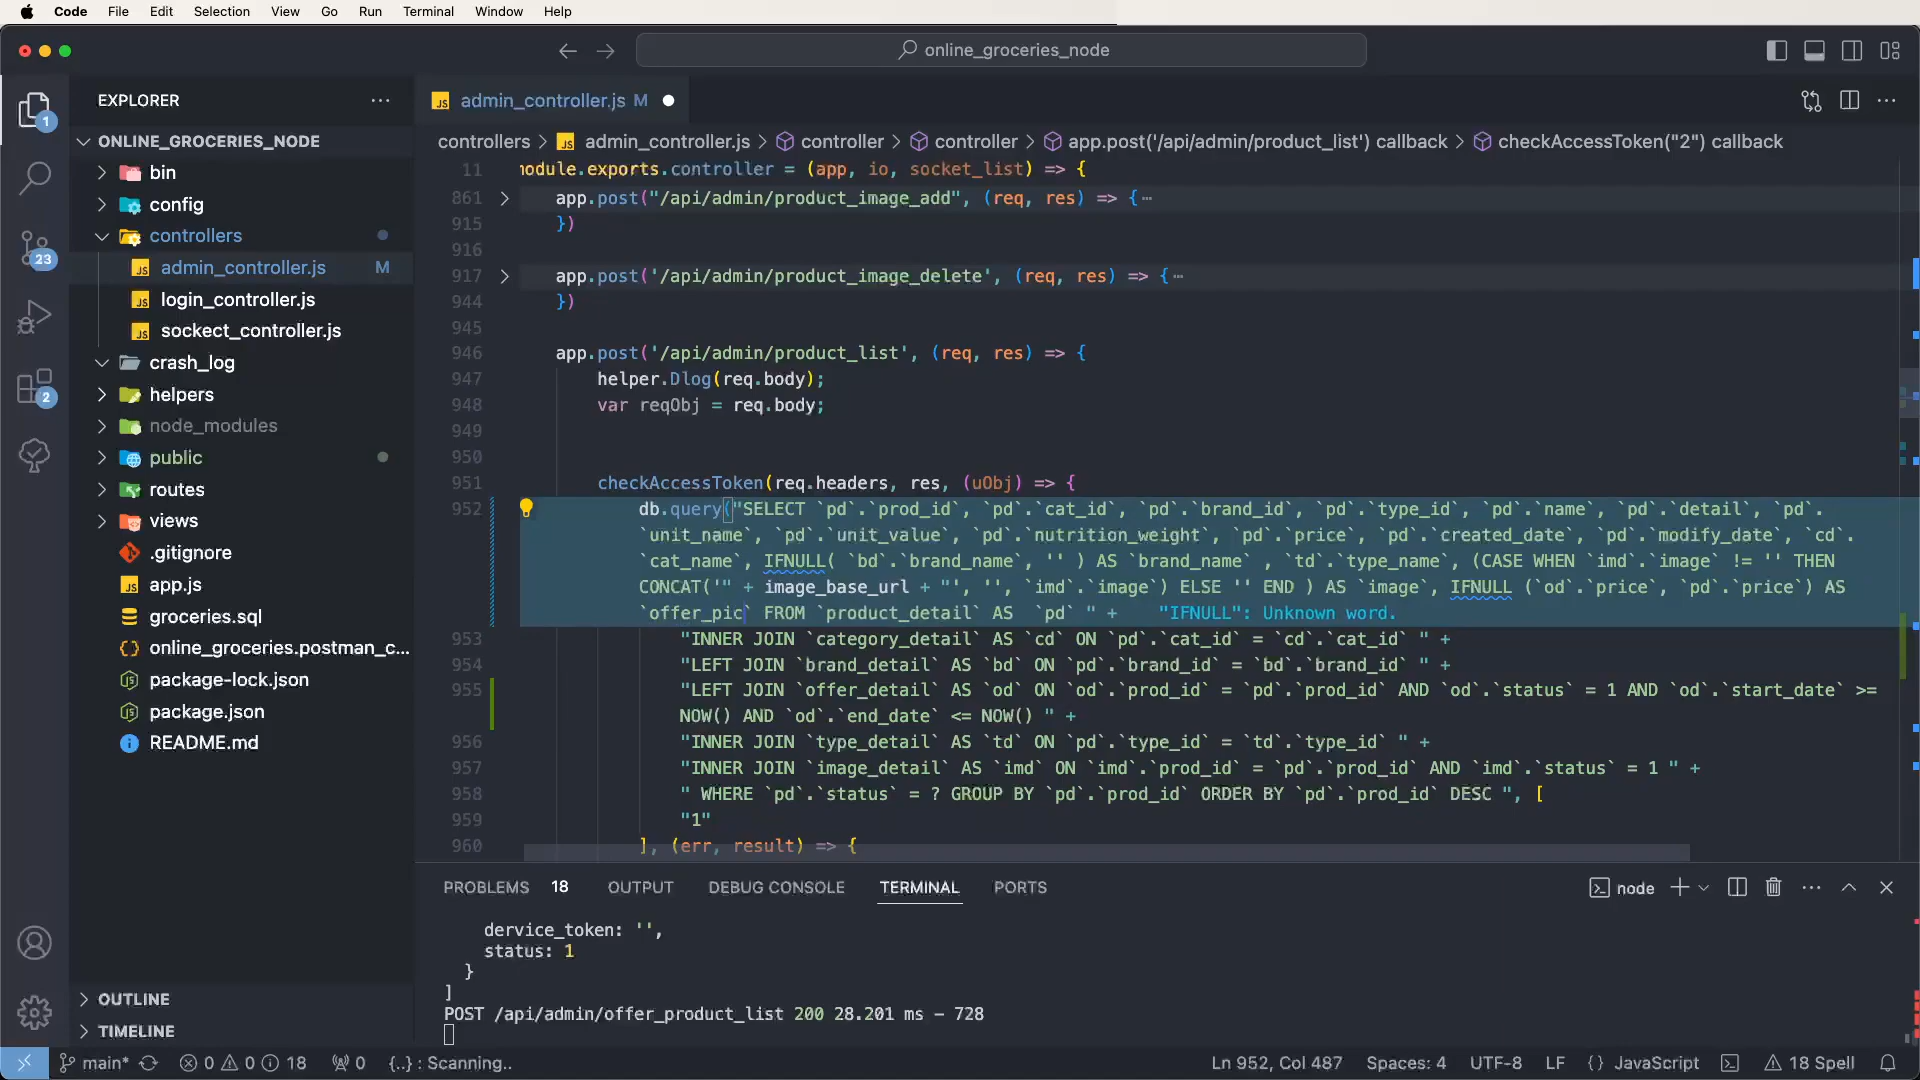 Code File Edit Selection View Go Run Terminal Window Help
online_groceries_node
EXPLORER
admin_controller.js M
ONLINE_GROCERIES_NODE
bin
config
controllers
admin_controller.js M
login_controller.js
sockect_controller.js
crash_log
helpers
node_modules
public
routes
views
.gitignore
app.js
groceries.sql
online_groceries.postman_c...
package-lock.json
package.json
README.md
OUTLINE
TIMELINE
1
23
2
controllers > admin_controller.js > controller > controller > app.post('/api/admin/product_list') callback > checkAccessToken("2") callback
11 module.exports.controller = (app, io, socket_list) => {
861 app.post("/api/admin/product_image_add", (req, res) => {⋯
915 })
916
917 app.post('/api/admin/product_image_delete', (req, res) => {⋯
944 })
945
946 app.post('/api/admin/product_list', (req, res) => {
947 helper.Dlog(req.body);
948 var reqObj = req.body;
949
950
951 checkAccessToken(req.headers, res, (uObj) => {
952 db.query("SELECT `pd`.`prod_id`, `pd`.`cat_id`, `pd`.`brand_id`, `pd`.`type_id`, `pd`.`name`, `pd`.`detail`, `pd`.
`unit_name`, `pd`.`unit_value`, `pd`.`nutrition_weight`, `pd`.`price`, `pd`.`created_date`, `pd`.`modify_date`, `cd`.
`cat_name`, IFNULL( `bd`.`brand_name`, '' ) AS `brand_name` , `td`.`type_name`, (CASE WHEN `imd`.`image` != '' THEN
CONCAT('" + image_base_url + "', '', `imd`.`image`) ELSE '' END ) AS `image`, IFNULL (`od`.`price`, `pd`.`price`) AS
`offer_pic` FROM `product_detail` AS `pd` " + "IFNULL": Unknown word.
953 "INNER JOIN `category_detail` AS `cd` ON `pd`.`cat_id` = `cd`.`cat_id` " +
954 "LEFT JOIN `brand_detail` AS `bd` ON `pd`.`brand_id` = `bd`.`brand_id` " +
955 "LEFT JOIN `offer_detail` AS `od` ON `od`.`prod_id` = `pd`.`prod_id` AND `od`.`status` = 1 AND `od`.`start_date` >=
NOW() AND `od`.`end_date` <= NOW() " +
956 "INNER JOIN `type_detail` AS `td` ON `pd`.`type_id` = `td`.`type_id` " +
957 "INNER JOIN `image_detail` AS `imd` ON `imd`.`prod_id` = `pd`.`prod_id` AND `imd`.`status` = 1 " +
958 " WHERE `pd`.`status` = ? GROUP BY `pd`.`prod_id` ORDER BY `pd`.`prod_id` DESC ", [
959 "1"
960 ], (err, result) => {
PROBLEMS 18 OUTPUT DEBUG CONSOLE TERMINAL PORTS node
dervice_token: '',
status: 1
}
]
POST /api/admin/offer_product_list 200 28.201 ms - 728
main* 0 0 18 0 {..} : Scanning.. Ln 952, Col 487 Spaces: 4 UTF-8 LF {} JavaScript 18 Spell